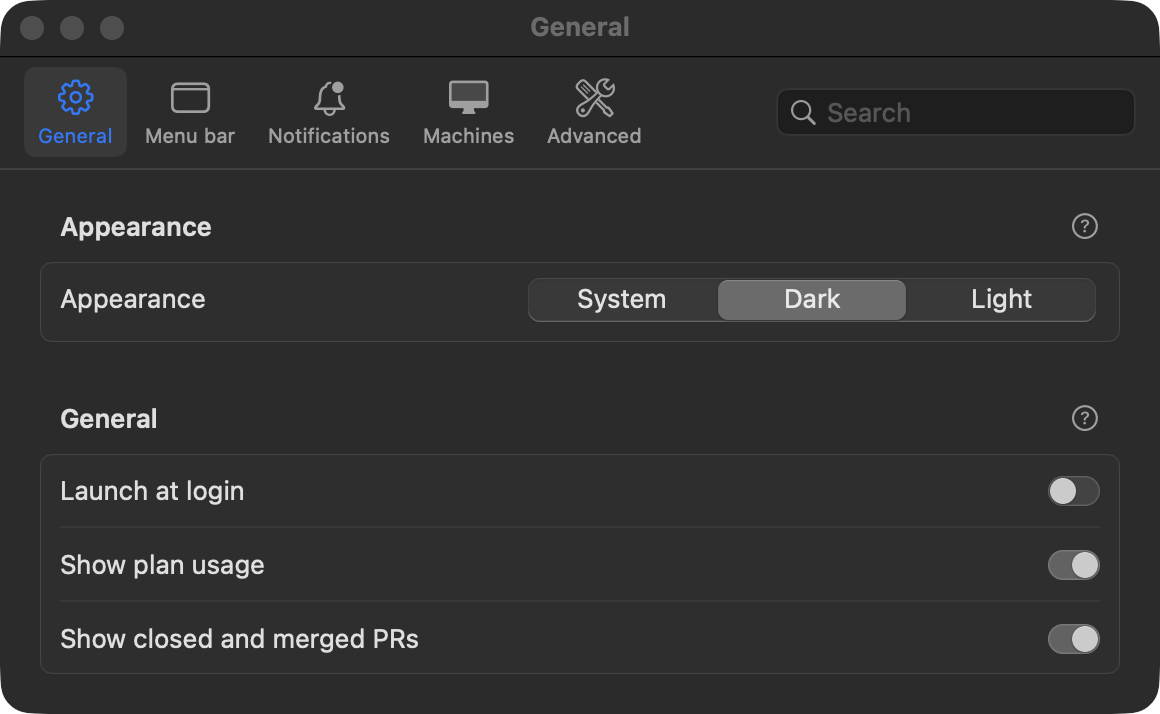 General
General
Menu bar
Notifications
Machines
Advanced
Search
Appearance
?
Appearance
System
Dark
Light
General
?
Launch at login
Show plan usage
Show closed and merged PRs